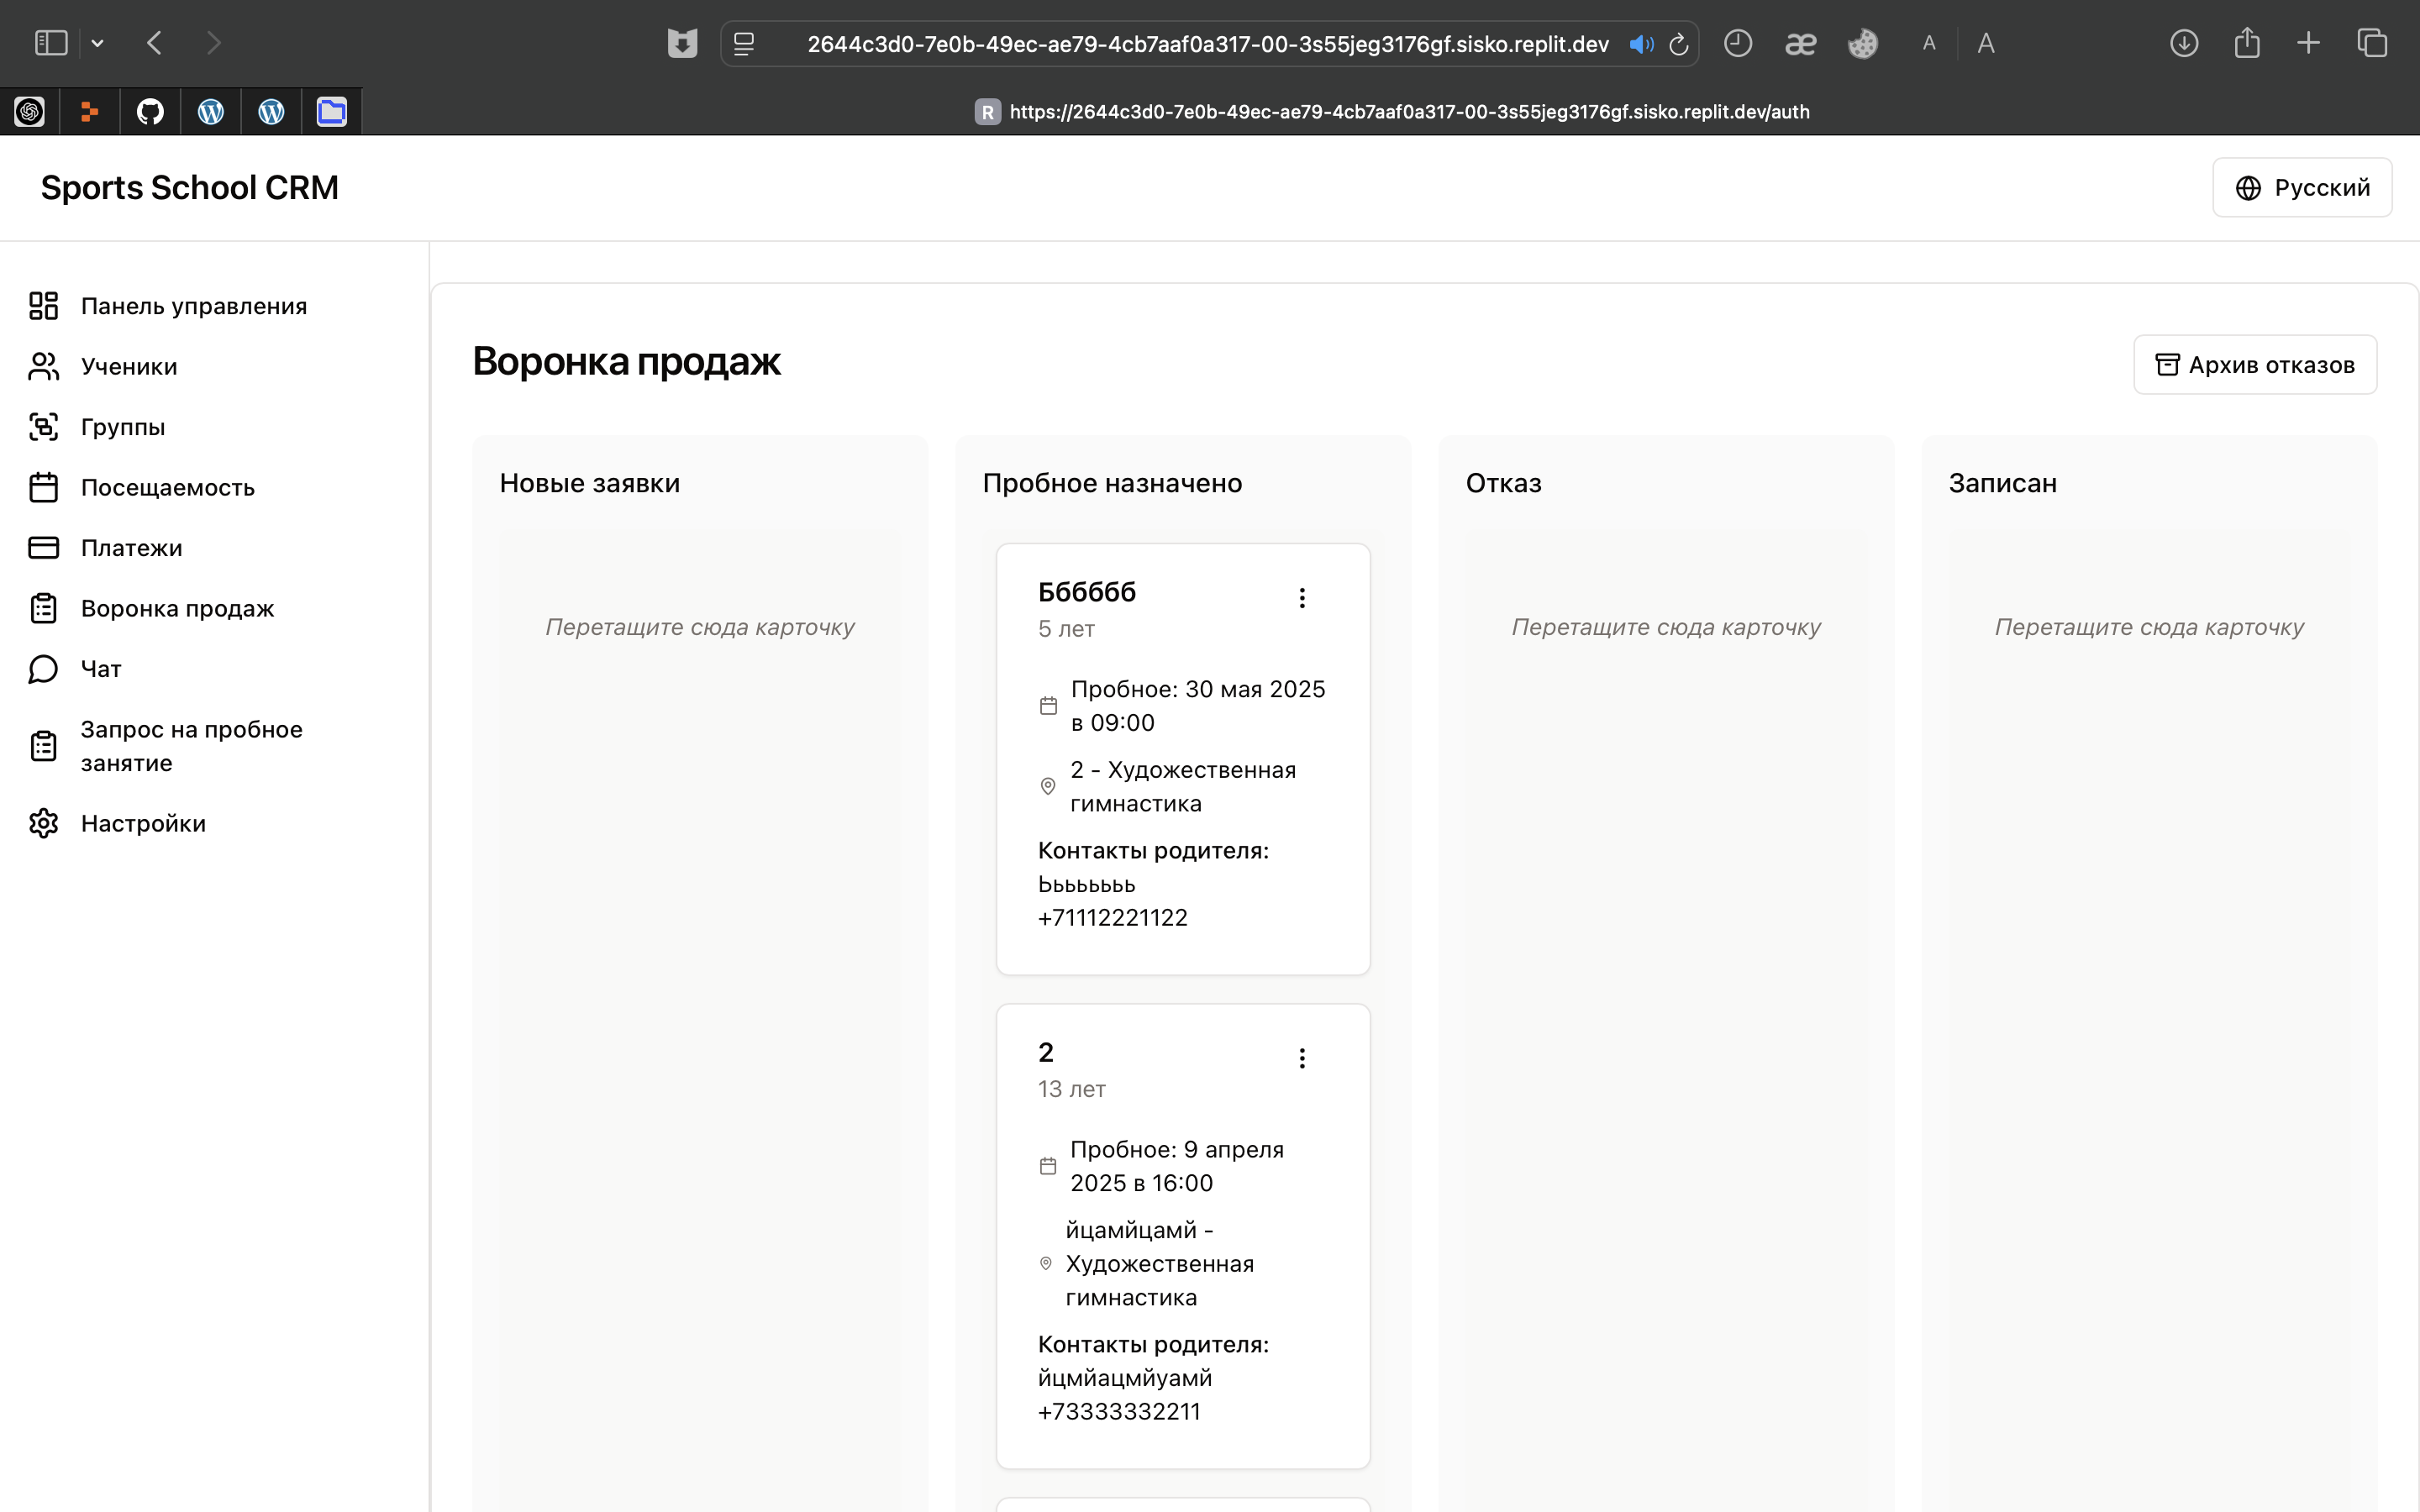 2644c3d0-7e0b-49ec-ae79-4cb7aaf0a317-00-3s55jeg3176gf.sisko.replit.dev
æ
A
A
R https://2644c3d0-7e0b-49ec-ae79-4cb7aaf0a317-00-3s55jeg3176gf.sisko.replit.dev/auth
Sports School CRM
Русский
Панель управления
Ученики
Группы
Посещаемость
Платежи
Воронка продаж
Чат
Запрос на пробное
занятие
Настройки
Воронка продаж
Архив отказов
Новые заявки
Перетащите сюда карточку
Пробное назначено
Бббббб
5 лет
Пробное: 30 мая 2025
в 09:00
2 - Художественная
гимнастика
Контакты родителя:
Ььььььь
+71112221122
2
13 лет
Пробное: 9 апреля
2025 в 16:00
йцамйцамй -
Художественная
гимнастика
Контакты родителя:
йцмйацмйуамй
+73333332211
Отказ
Перетащите сюда карточку
Записан
Перетащите сюда карточку